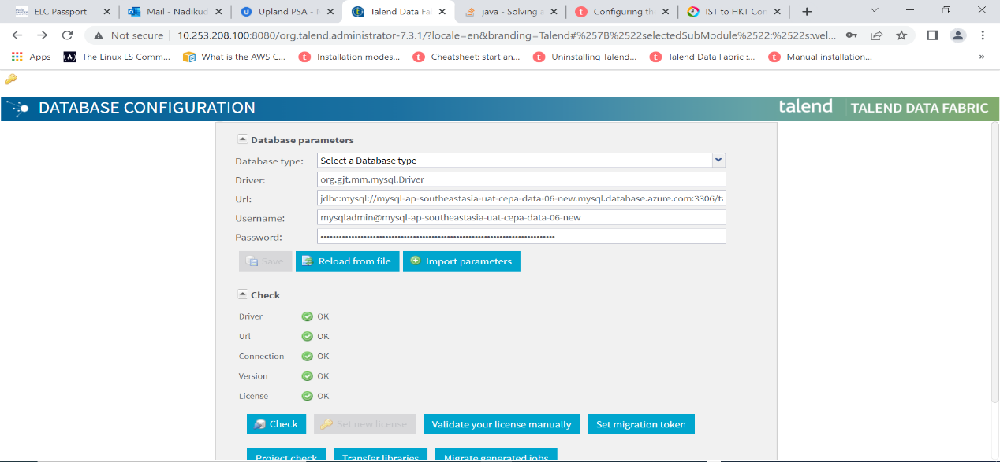 ELC Passport
Mail - Nadikud
Upland PSA - 
Talend Data Fa
java - Solving a
Configuring th
IST to HKT Con
Not secure 10.253.208.100:8080/org.talend.administrator-7.3.1/?locale=en&branding=Talend#%257B%2522selectedSubModule%2522:%2522s:wel...
Apps The Linux LS Comm... What is the AWS C... Installation modes... Cheatsheet: start an... Uninstalling Talend... Talend Data Fabric :... Manual installation... »
DATABASE CONFIGURATION talend TALEND DATA FABRIC
Database parameters
Database type: Select a Database type
Driver: org.gjt.mm.mysql.Driver
Url: jdbc:mysql://mysql-ap-southeastasia-uat-cepa-data-06-new.mysql.database.azure.com:3306/ta
Username: mysqladmin@mysql-ap-southeastasia-uat-cepa-data-06-new
Password:
Save Reload from file Import parameters
Check
Driver OK
Url OK
Connection OK
Version OK
License OK
Check Set new license Validate your license manually Set migration token
Project check Transfer libraries Migrate generated jobs